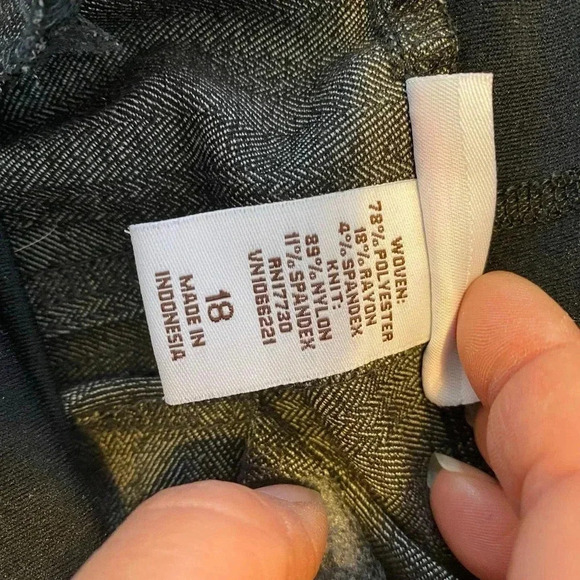 WOVEN:
78% POLYESTER
18% RAYON
4% SPANDEX
KNIT:
89% NYLON
11% SPANDEX
RN17730
VN1066221
18
MADE IN
INDONESIA